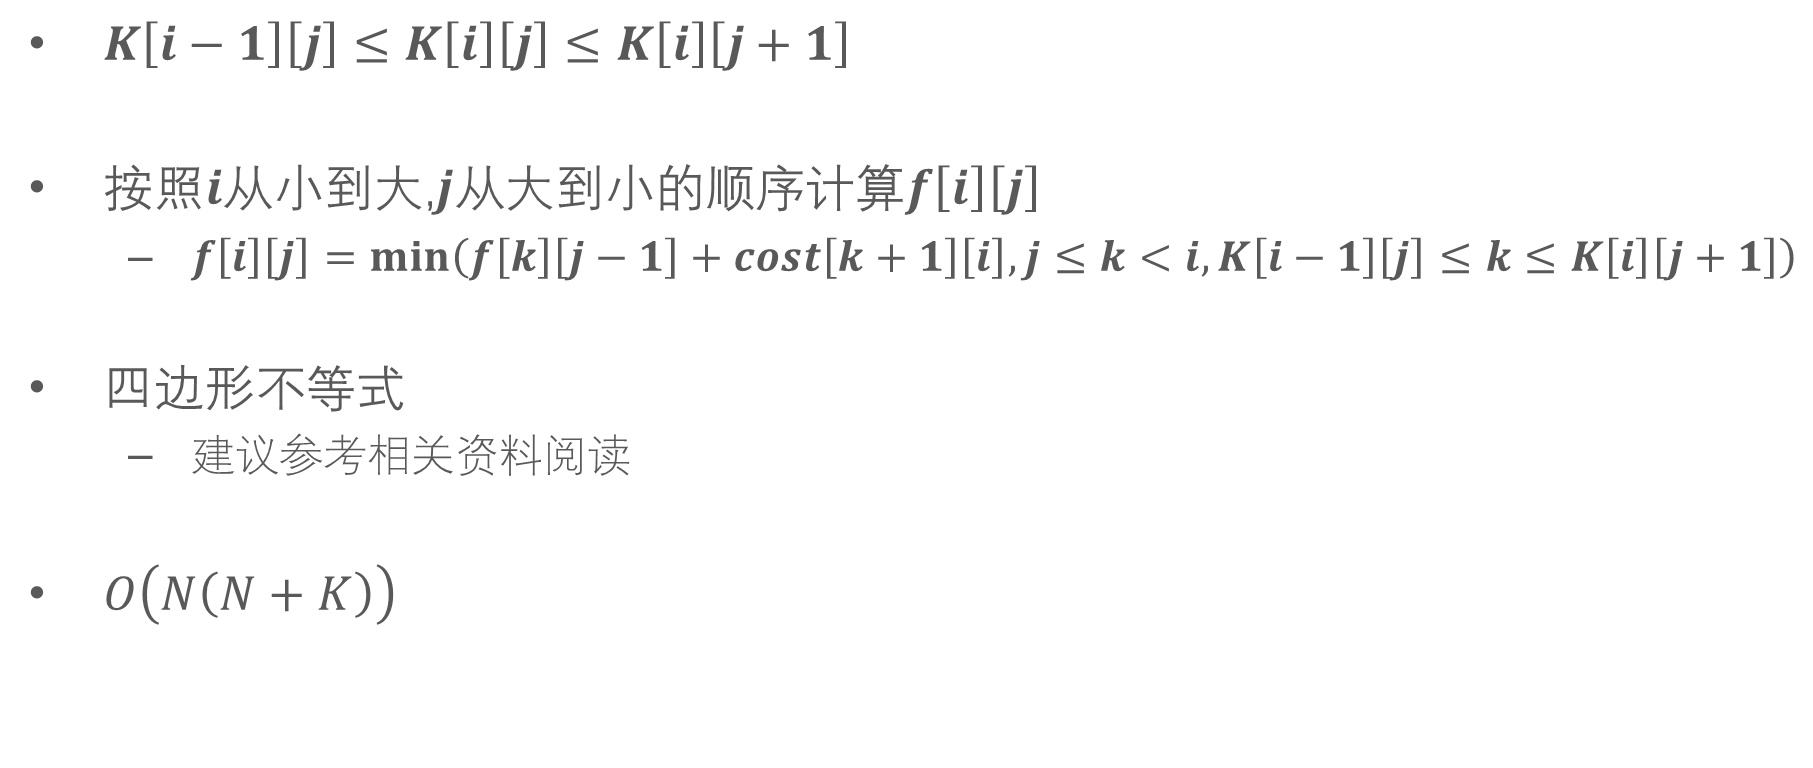 • K[i − 1][j] ≤ K[i][j] ≤ K[i][j + 1]
• 按照i从小到大,j从大到小的顺序计算f[i][j]
– f[i][j] = min(f[k][j − 1] + cost[k + 1][i], j ≤ k < i, K[i − 1][j] ≤ k ≤ K[i][j + 1])
• 四边形不等式
– 建议参考相关资料阅读
• O(N(N + K))